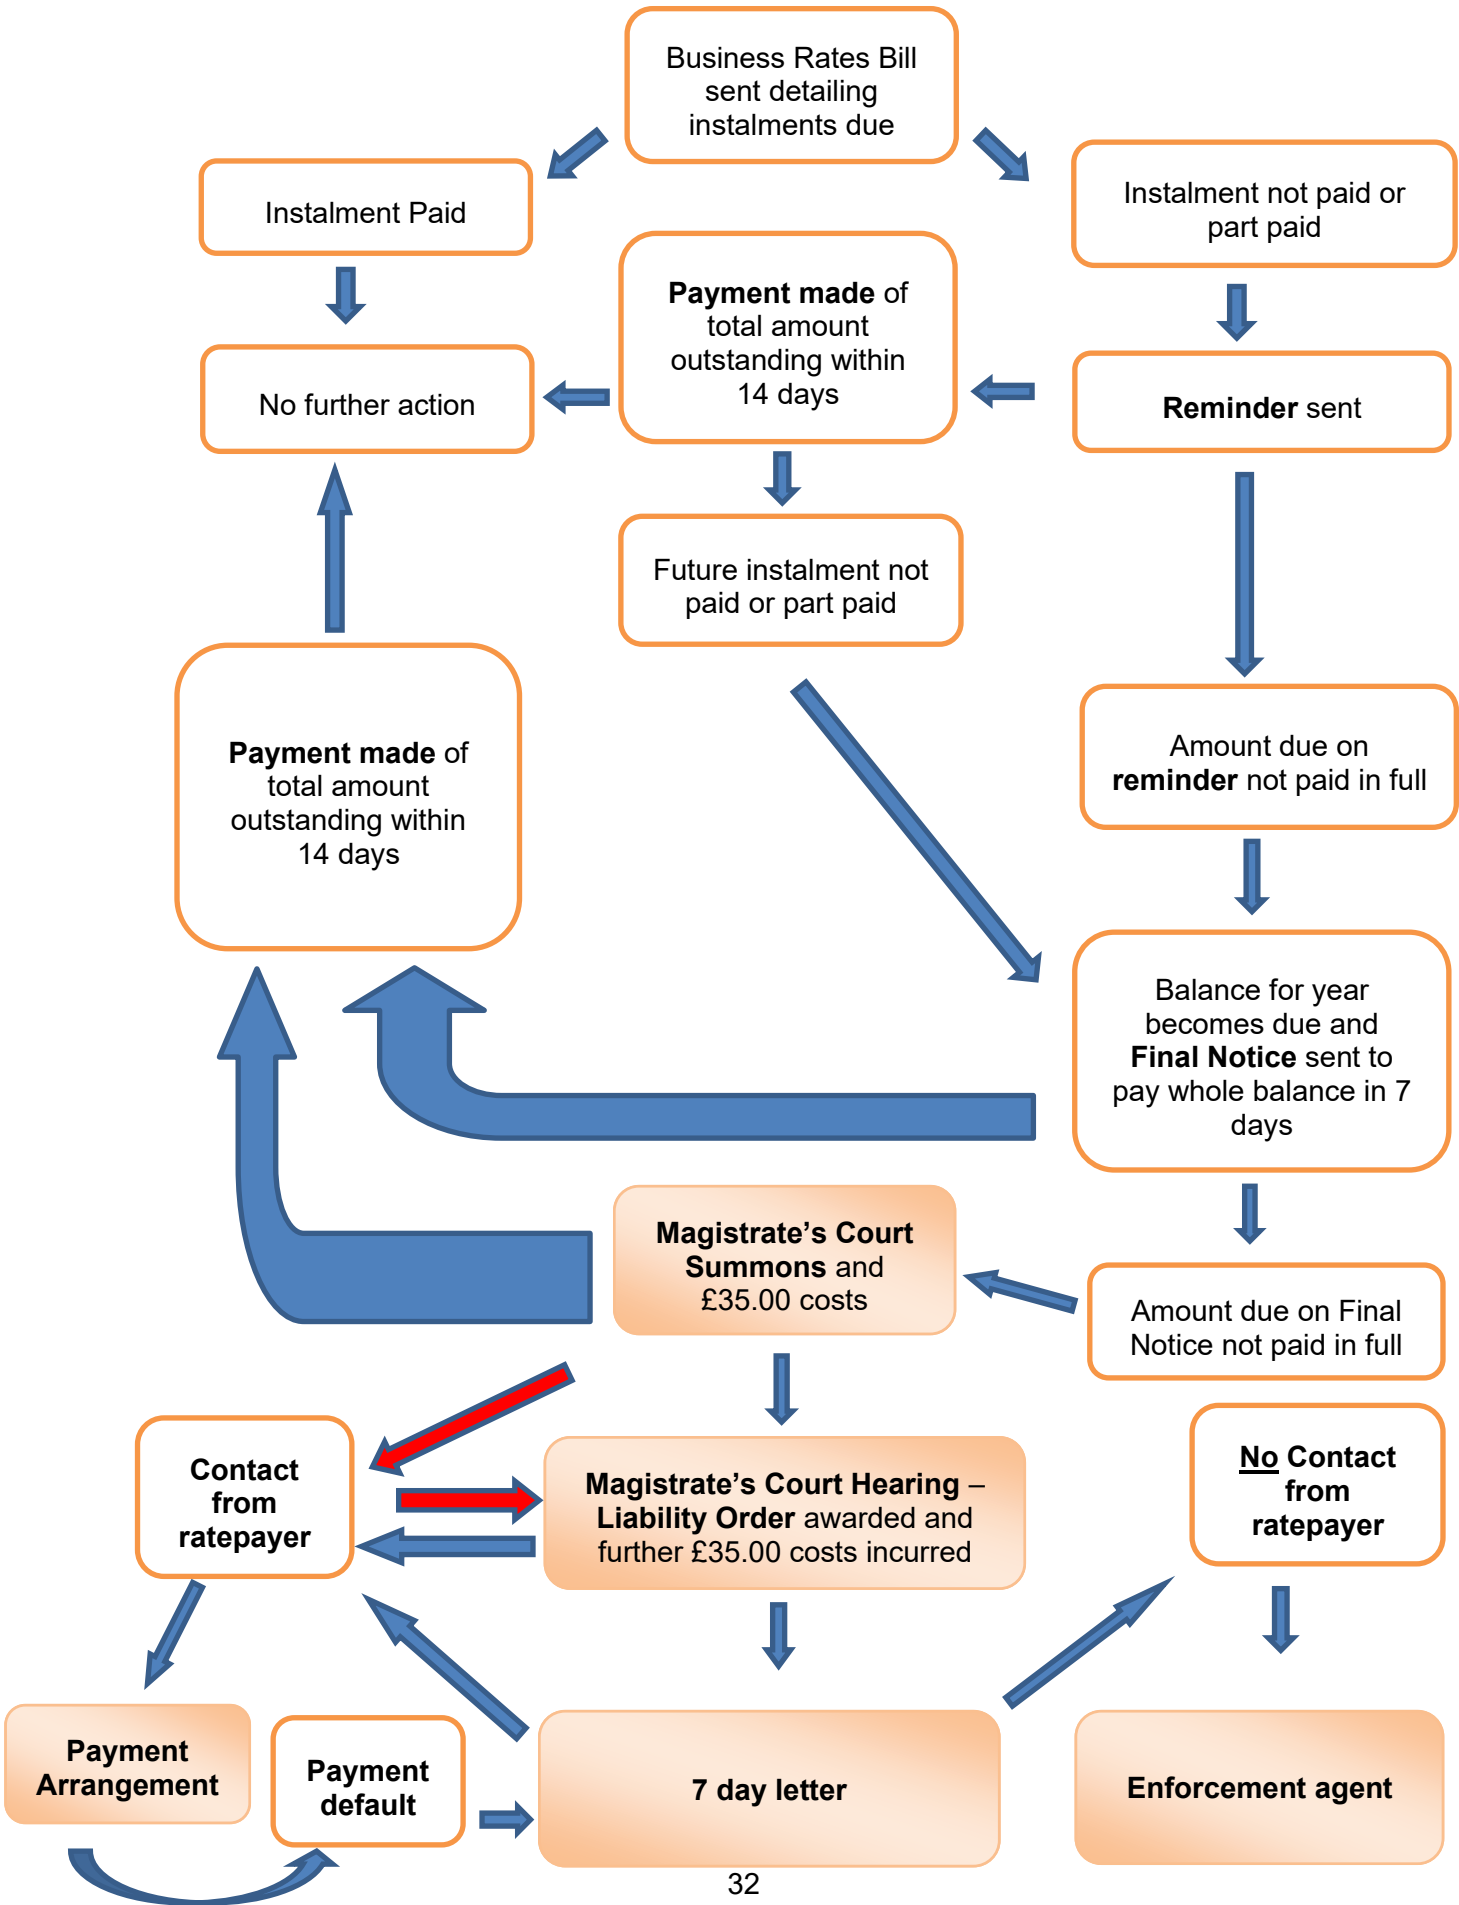 Business Rates Bill
sent detailing
instalments due
Instalment Paid
Instalment not paid or
part paid
Payment made of
total amount
outstanding within
14 days
No further action
Reminder sent
Future instalment not
paid or part paid
Payment made of
total amount
outstanding within
14 days
Amount due on
reminder not paid in full
Balance for year
becomes due and
Final Notice sent to
pay whole balance in 7
days
Magistrate’s Court
Summons and
£35.00 costs
Amount due on Final
Notice not paid in full
Contact
from
ratepayer
Magistrate’s Court Hearing –
Liability Order awarded and
further £35.00 costs incurred
No Contact
from
ratepayer
Payment
Arrangement
Payment
default
7 day letter
Enforcement agent
32